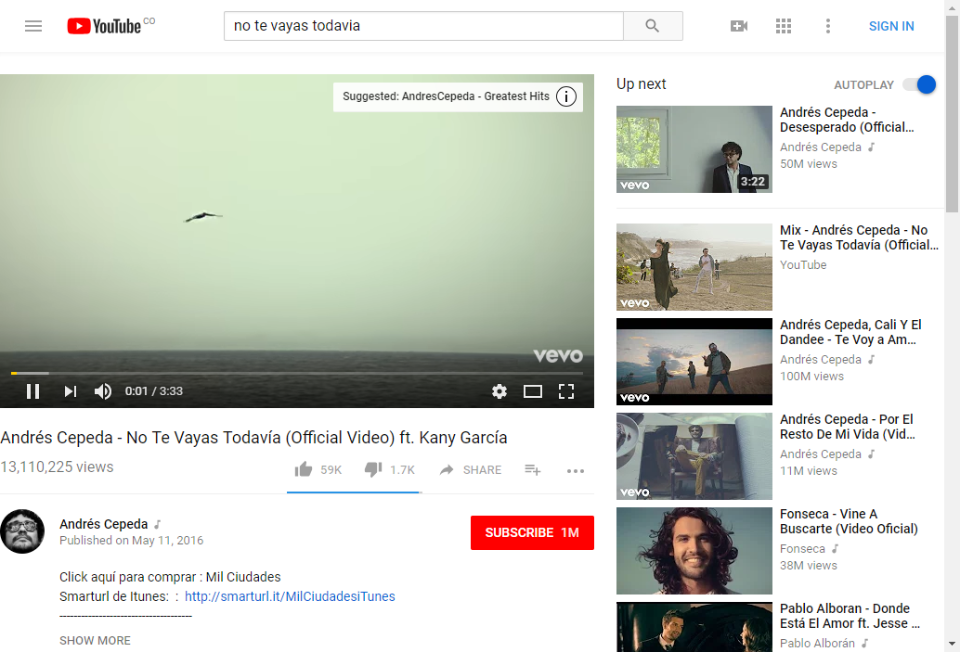 YouTube CO
no te vayas todavia
SIGN IN
Suggested: AndresCepeda - Greatest Hits
vevo
0:01 / 3:33
Andrés Cepeda - No Te Vayas Todavía (Official Video) ft. Kany García
13,110,225 views
59K
1.7K
SHARE
Andrés Cepeda
Published on May 11, 2016
SUBSCRIBE 1M
Click aquí para comprar : Mil Ciudades
Smarturl de Itunes: : http://smarturl.it/MilCiudadesiTunes
------------------------------------
SHOW MORE
Up next
AUTOPLAY
vevo
3:22
Andrés Cepeda -
Desesperado (Official...
Andrés Cepeda
50M views
vevo
Mix - Andrés Cepeda - No
Te Vayas Todavía (Official...
YouTube
vevo
Andrés Cepeda, Cali Y El
Dandee - Te Voy a Am...
Andrés Cepeda
100M views
vevo
Andrés Cepeda - Por El
Resto De Mi Vida (Vid...
Andrés Cepeda
11M views
Fonseca - Vine A
Buscarte (Video Oficial)
Fonseca
38M views
Pablo Alboran - Donde
Está El Amor ft. Jesse ...
Pablo Alborán